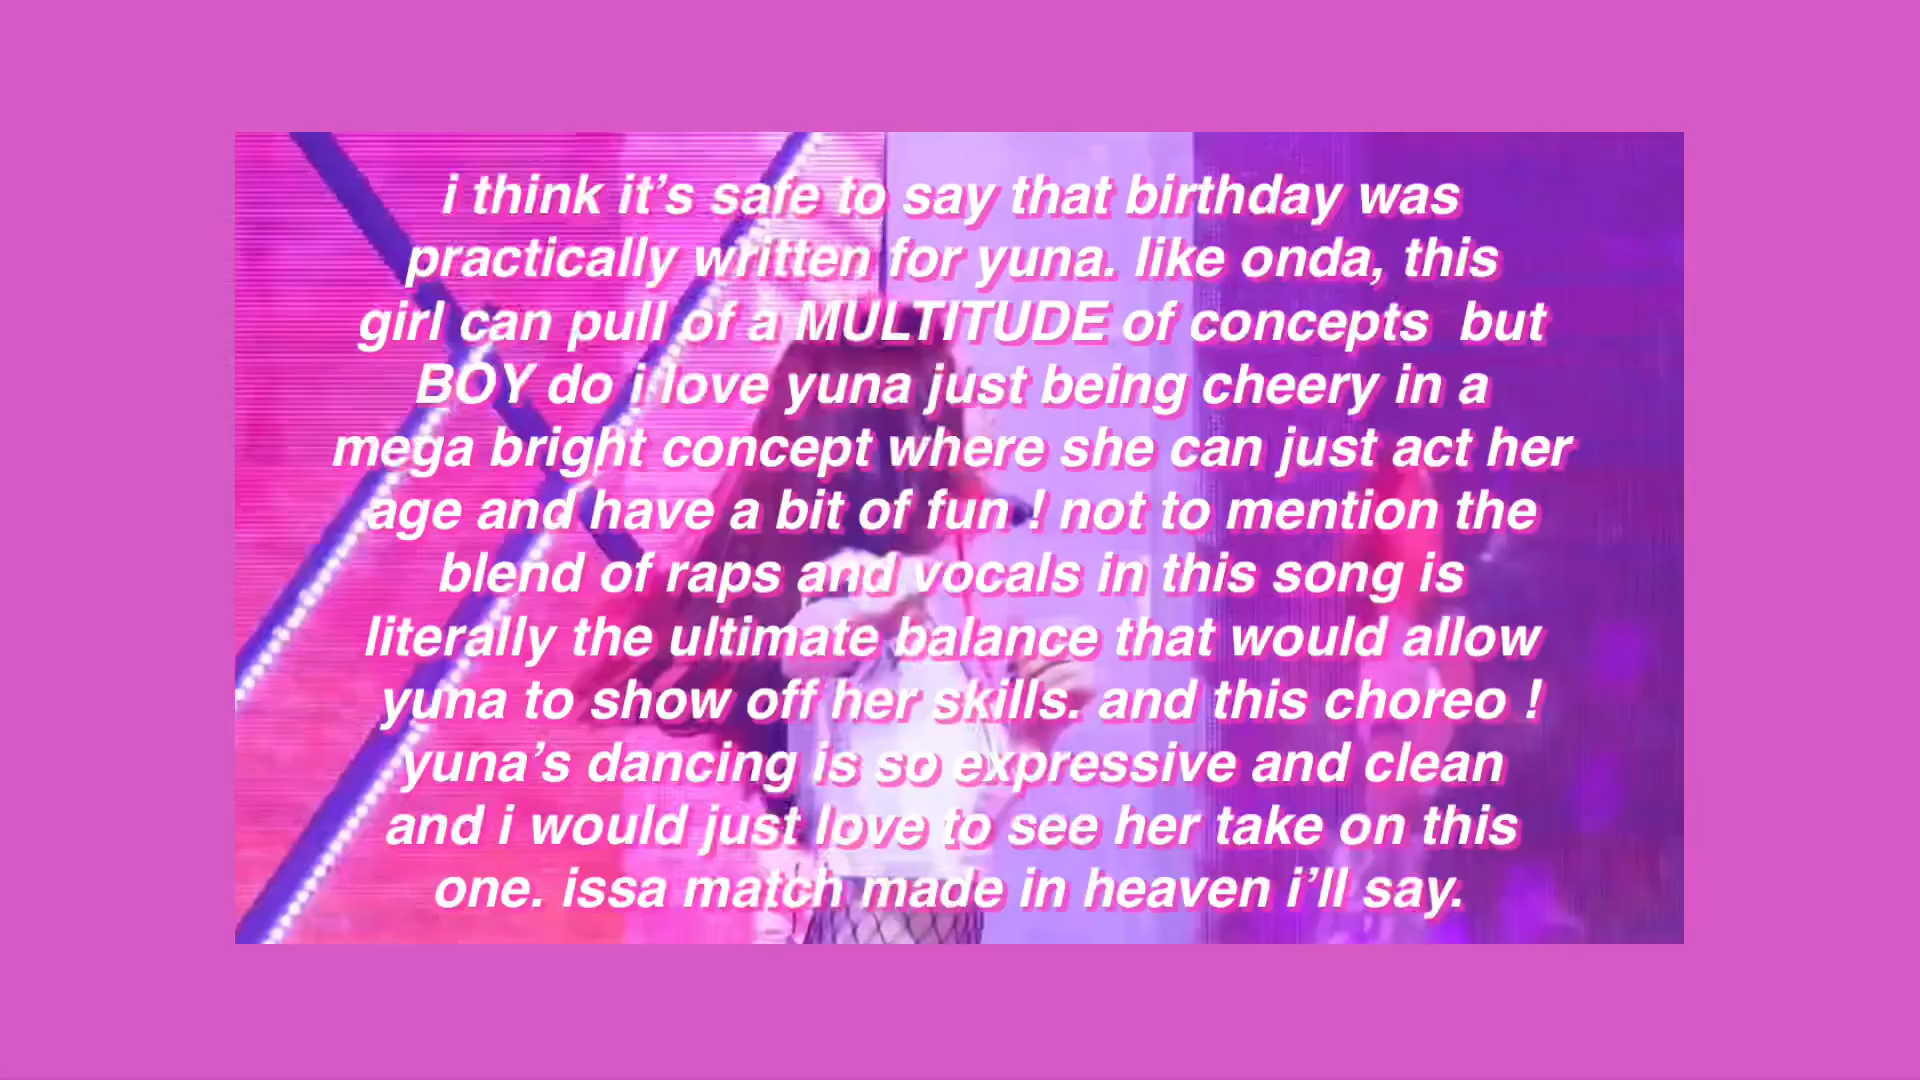 i think it’s safe to say that birthday was
practically written for yuna. like onda, this
girl can pull of a MULTITUDE of concepts  but
BOY do i love yuna just being cheery in a
mega bright concept where she can just act her
age and have a bit of fun ! not to mention the
blend of raps and vocals in this song is
literally the ultimate balance that would allow
yuna to show off her skills. and this choreo !
yuna’s dancing is so expressive and clean
and i would just love to see her take on this
one. issa match made in heaven i’ll say.